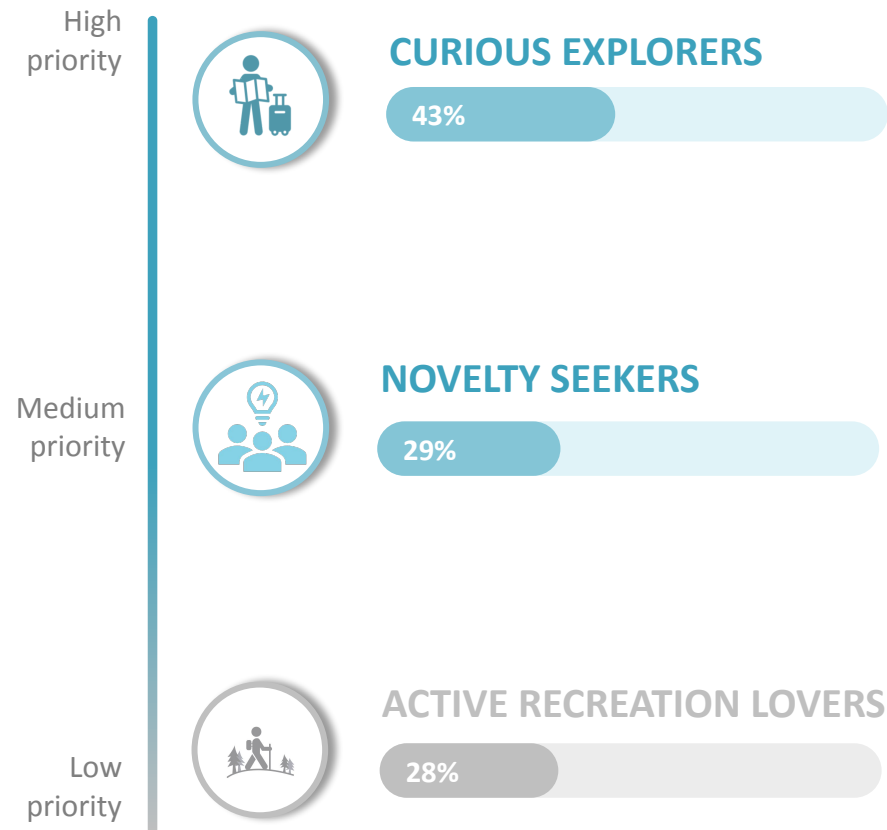 High
priority
CURIOUS EXPLORERS
43%
Medium
priority
NOVELTY SEEKERS
29%
Low
priority
ACTIVE RECREATION LOVERS
28%